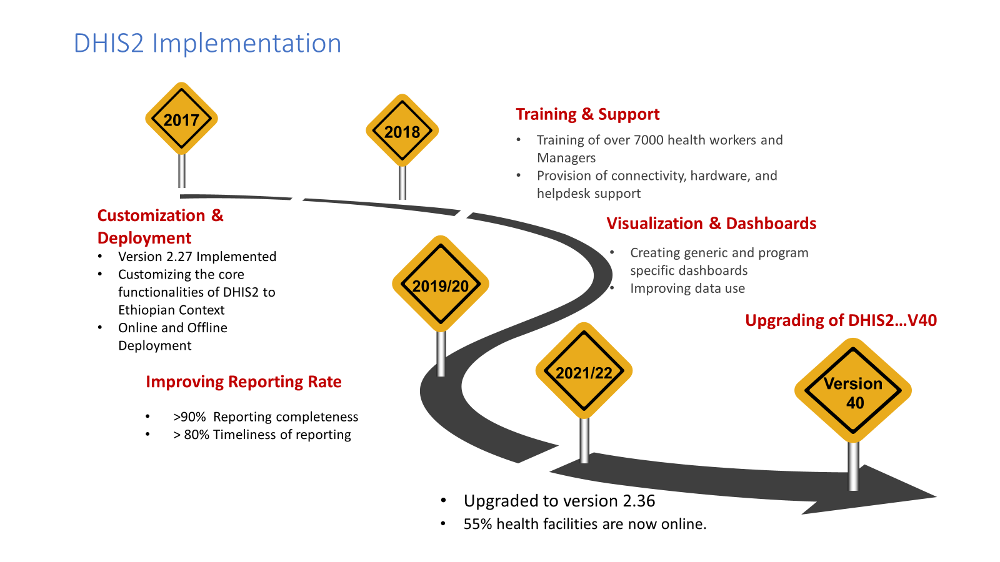 DHIS2 Implementation
2017
2018
Training & Support
• Training of over 7000 health workers and
Managers
• Provision of connectivity, hardware, and
helpdesk support
Customization &
Deployment
• Version 2.27 Implemented
• Customizing the core
functionalities of DHIS2 to
Ethiopian Context
• Online and Offline
Deployment
Visualization & Dashboards
• Creating generic and program
specific dashboards
• Improving data use
2019/20
Improving Reporting Rate
• >90%  Reporting completeness
• > 80% Timeliness of reporting
2021/22
• Upgraded to version 2.36
• 55% health facilities are now online.
Upgrading of DHIS2...V40
Version
40